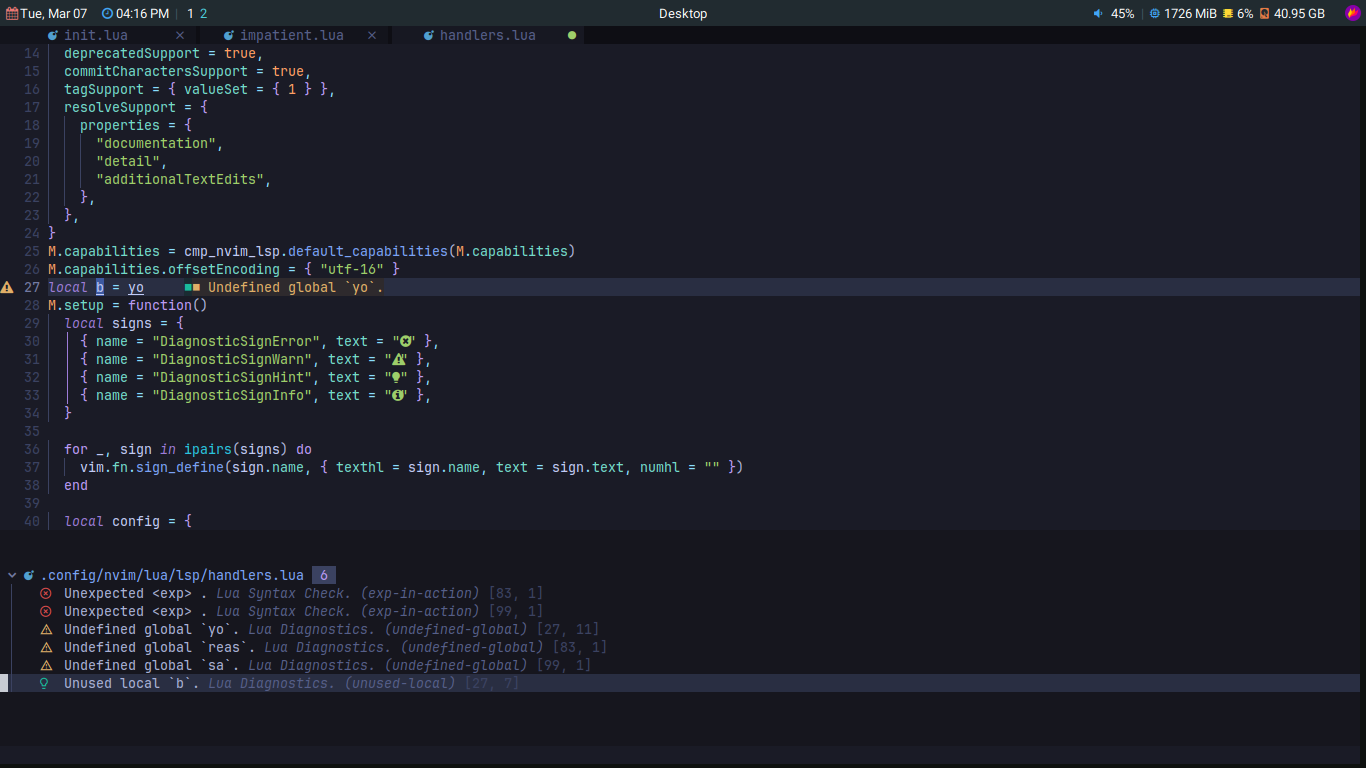 Tue, Mar 07 04:16 PM 1 2 Desktop 45% 1726 MiB 6% 40.95 GB
init.lua × impatient.lua × handlers.lua
14 deprecatedSupport = true,
15 commitCharactersSupport = true,
16 tagSupport = { valueSet = { 1 } },
17 resolveSupport = {
18 properties = {
19 "documentation",
20 "detail",
21 "additionalTextEdits",
22 },
23 },
24 }
25 M.capabilities = cmp_nvim_lsp.default_capabilities(M.capabilities)
26 M.capabilities.offsetEncoding = { "utf-16" }
27 local b = yo Undefined global `yo`.
28 M.setup = function()
29 local signs = {
30 { name = "DiagnosticSignError", text = "" },
31 { name = "DiagnosticSignWarn", text = "" },
32 { name = "DiagnosticSignHint", text = "" },
33 { name = "DiagnosticSignInfo", text = "" },
34 }
35
36 for _, sign in ipairs(signs) do
37 vim.fn.sign_define(sign.name, { texthl = sign.name, text = sign.text, numhl = "" })
38 end
39
40 local config = {
.config/nvim/lua/lsp/handlers.lua 6
Unexpected <exp> . Lua Syntax Check. (exp-in-action) [83, 1]
Unexpected <exp> . Lua Syntax Check. (exp-in-action) [99, 1]
Undefined global `yo`. Lua Diagnostics. (undefined-global) [27, 11]
Undefined global `reas`. Lua Diagnostics. (undefined-global) [83, 1]
Undefined global `sa`. Lua Diagnostics. (undefined-global) [99, 1]
Unused local `b`. Lua Diagnostics. (unused-local) [27, 7]